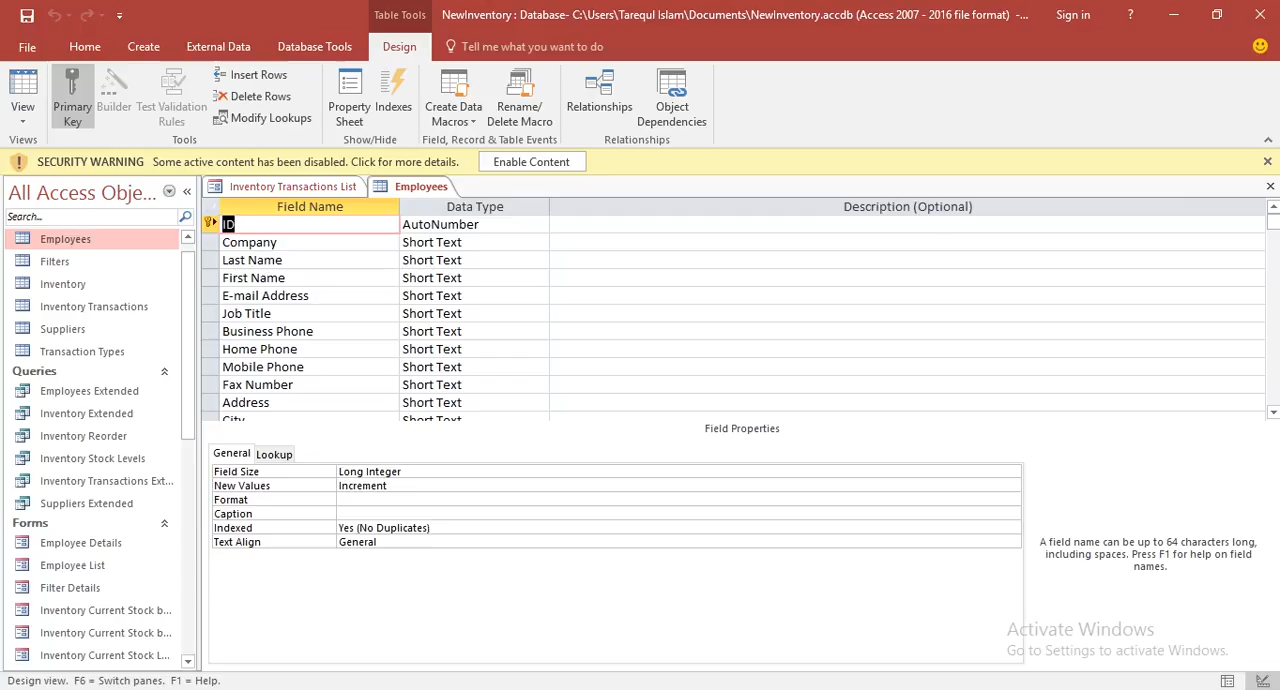 Table Tools
NewInventory : Database- C:\Users\Tarequl Islam\Documents\NewInventory.accdb (Access 2007 - 2016 file format) -...
Sign in
?
File
Home
Create
External Data
Database Tools
Design
Tell me what you want to do
View
Primary Key
Builder
Test Validation Rules
Insert Rows
Delete Rows
Modify Lookups
Property Sheet
Indexes
Create Data Macros
Rename/ Delete Macro
Relationships
Object Dependencies
Views
Tools
Show/Hide
Field, Record & Table Events
Relationships
SECURITY WARNING Some active content has been disabled. Click for more details.
Enable Content
All Access Obje...
Search...
Employees
Filters
Inventory
Inventory Transactions
Suppliers
Transaction Types
Queries
Employees Extended
Inventory Extended
Inventory Reorder
Inventory Stock Levels
Inventory Transactions Ext...
Suppliers Extended
Forms
Employee Details
Employee List
Filter Details
Inventory Current Stock b...
Inventory Current Stock b...
Inventory Current Stock L...
Inventory Transactions List
Employees
Field Name Data Type Description (Optional)
ID AutoNumber
Company Short Text
Last Name Short Text
First Name Short Text
E-mail Address Short Text
Job Title Short Text
Business Phone Short Text
Home Phone Short Text
Mobile Phone Short Text
Fax Number Short Text
Address Short Text
City Short Text
Field Properties
General
Lookup
Field Size Long Integer
New Values Increment
Format
Caption
Indexed Yes (No Duplicates)
Text Align General
A field name can be up to 64 characters long,
including spaces. Press F1 for help on field
names.
Activate Windows
Go to Settings to activate Windows.
Design view. F6 = Switch panes. F1 = Help.